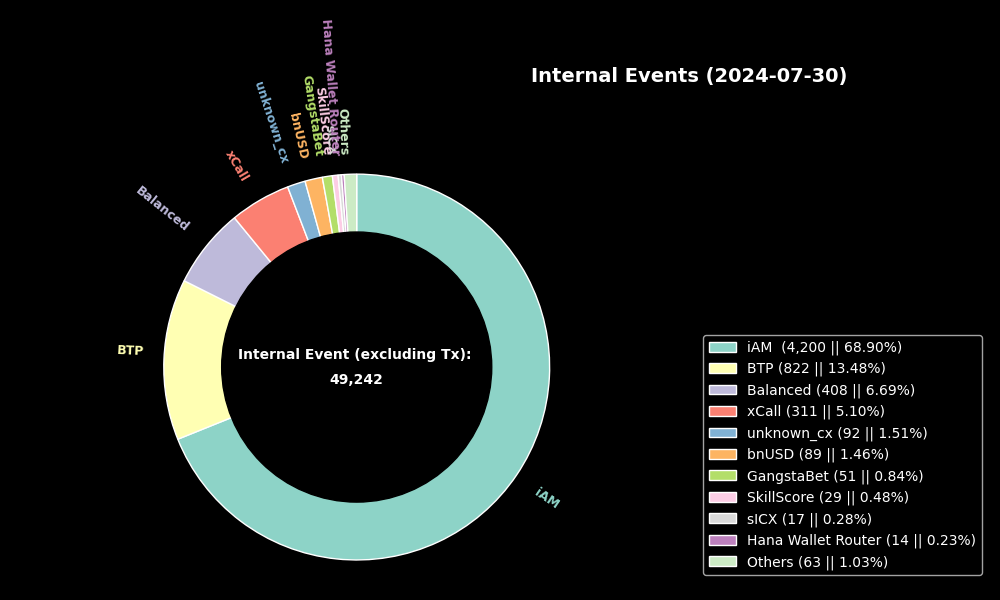 Internal Events (2024-07-30)
Hana Wallet Router
Others
sICX
SkillScore
GangstaBet
bnUSD
unknown_cx
xCall
Balanced
BTP
iAM
Internal Event (excluding Tx):
49,242
iAM  (4,200 || 68.90%)
BTP (822 || 13.48%)
Balanced (408 || 6.69%)
xCall (311 || 5.10%)
unknown_cx (92 || 1.51%)
bnUSD (89 || 1.46%)
GangstaBet (51 || 0.84%)
SkillScore (29 || 0.48%)
sICX (17 || 0.28%)
Hana Wallet Router (14 || 0.23%)
Others (63 || 1.03%)